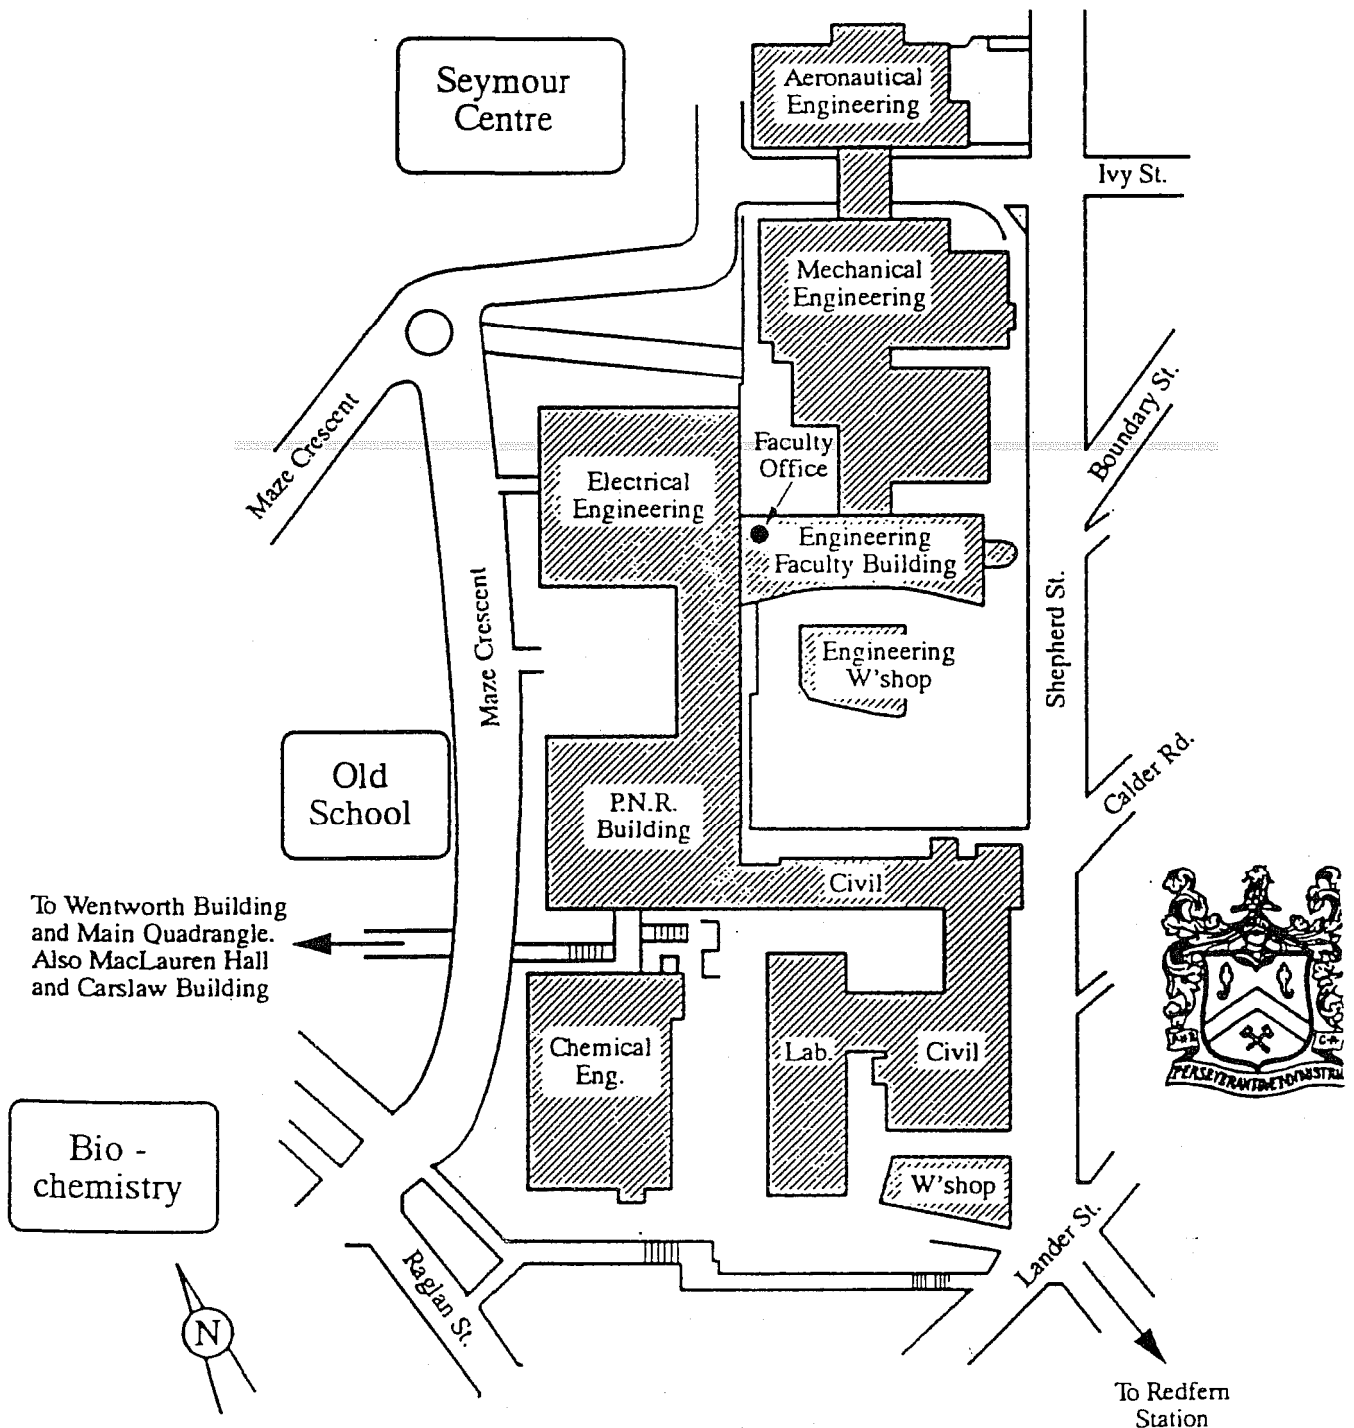 Seymour
Centre
Aeronautical
Engineering
Ivy St.
Mechanical
Engineering
Maze Crescent
Boundary St.
Faculty
Office
Electrical
Engineering
Engineering
Faculty Building
Maze Crescent
Shepherd St.
Engineering
W'shop
Old
School
P.N.R.
Building
Calder Rd.
Civil
To Wentworth Building
and Main Quadrangle.
Also MacLauren Hall
and Carslaw Building
Chemical
Eng.
Lab.
Civil
Bio -
chemistry
W'shop
Raglan St.
Lander St.
N
To Redfern
Station